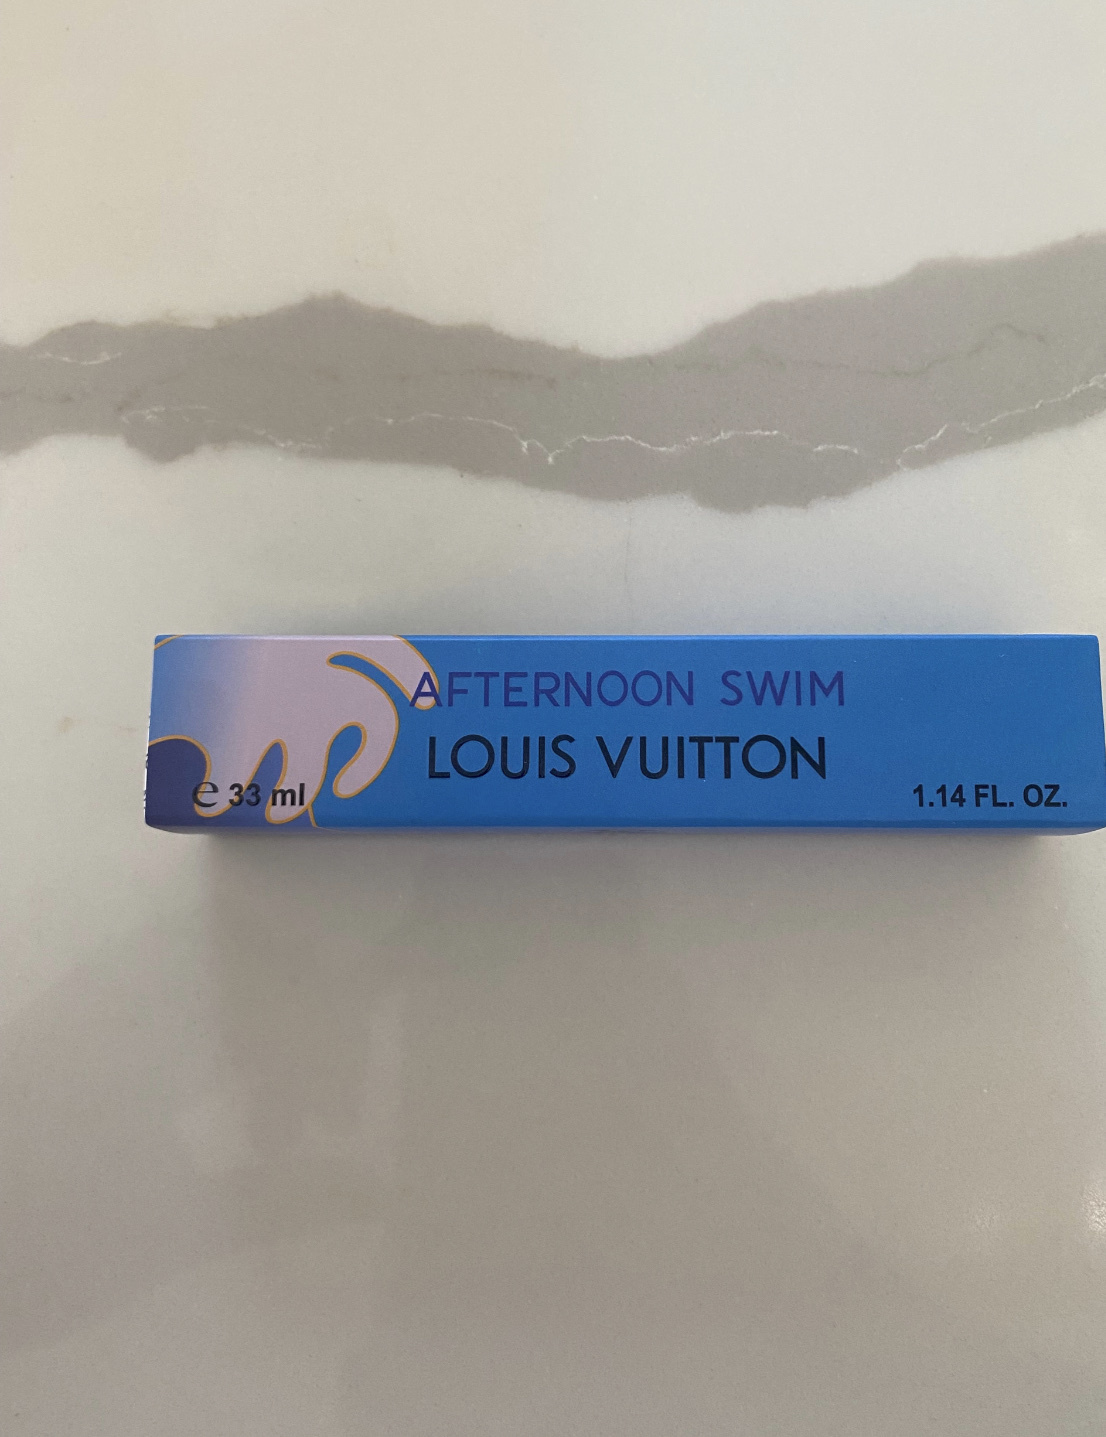 AFTERNOON SWIM
LOUIS VUITTON
℮ 33 ml
1.14 FL. OZ.